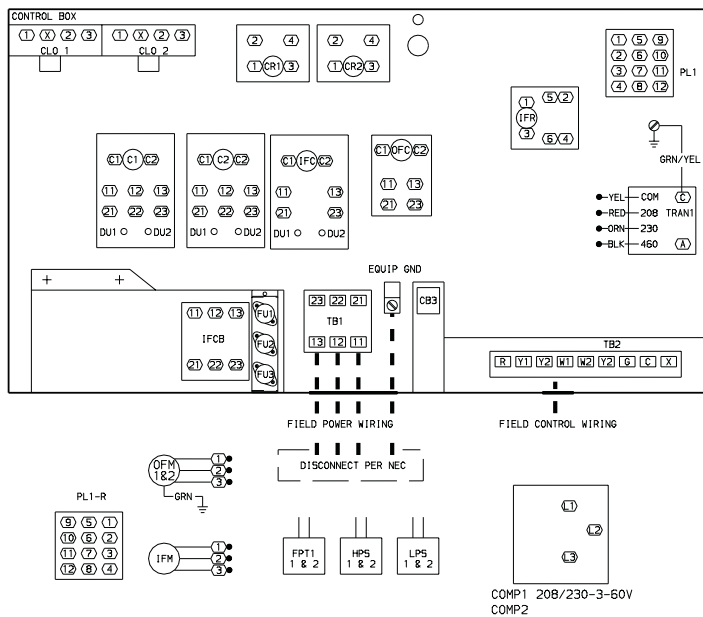 CONTROL BOX
1 X 2 3 1 X 2 3
CLO 1 CLO 2
2 4 2 4
1 CR1 3 1 CR2 3
1 5 9
2 6 10
3 7 11
4 8 12
PL1
1 5 2
IFR
3 6 4
GRN/YEL
C1 C1 C2
11 12 13
21 22 23
DU1 DU2
C1 C2 C2
11 12 13
21 22 23
DU1 DU2
C1 IFC C2
11 13
21 23
DU1 DU2
C1 OFC C2
11 13
21 23
YEL COM C
RED 208 TRAN1
ORN 230
BLK 460 A
EQUIP GND
11 12 13
IFCB
21 22 23
FU1
FU2
FU3
23 22 21
TB1
13 12 11
CB3
TB2
R Y1 Y2 W1 W2 Y2 G C X
FIELD POWER WIRING
FIELD CONTROL WIRING
DISCONNECT PER NEC
OFM
1&2
1
2
3
GRN
PL1-R
9 5 1
10 6 2
11 7 3
12 8 4
IFM
1
2
3
FPT1
1 & 2
HPS
1 & 2
LPS
1 & 2
L1
L2
L3
COMP1 208/230-3-60V
COMP2